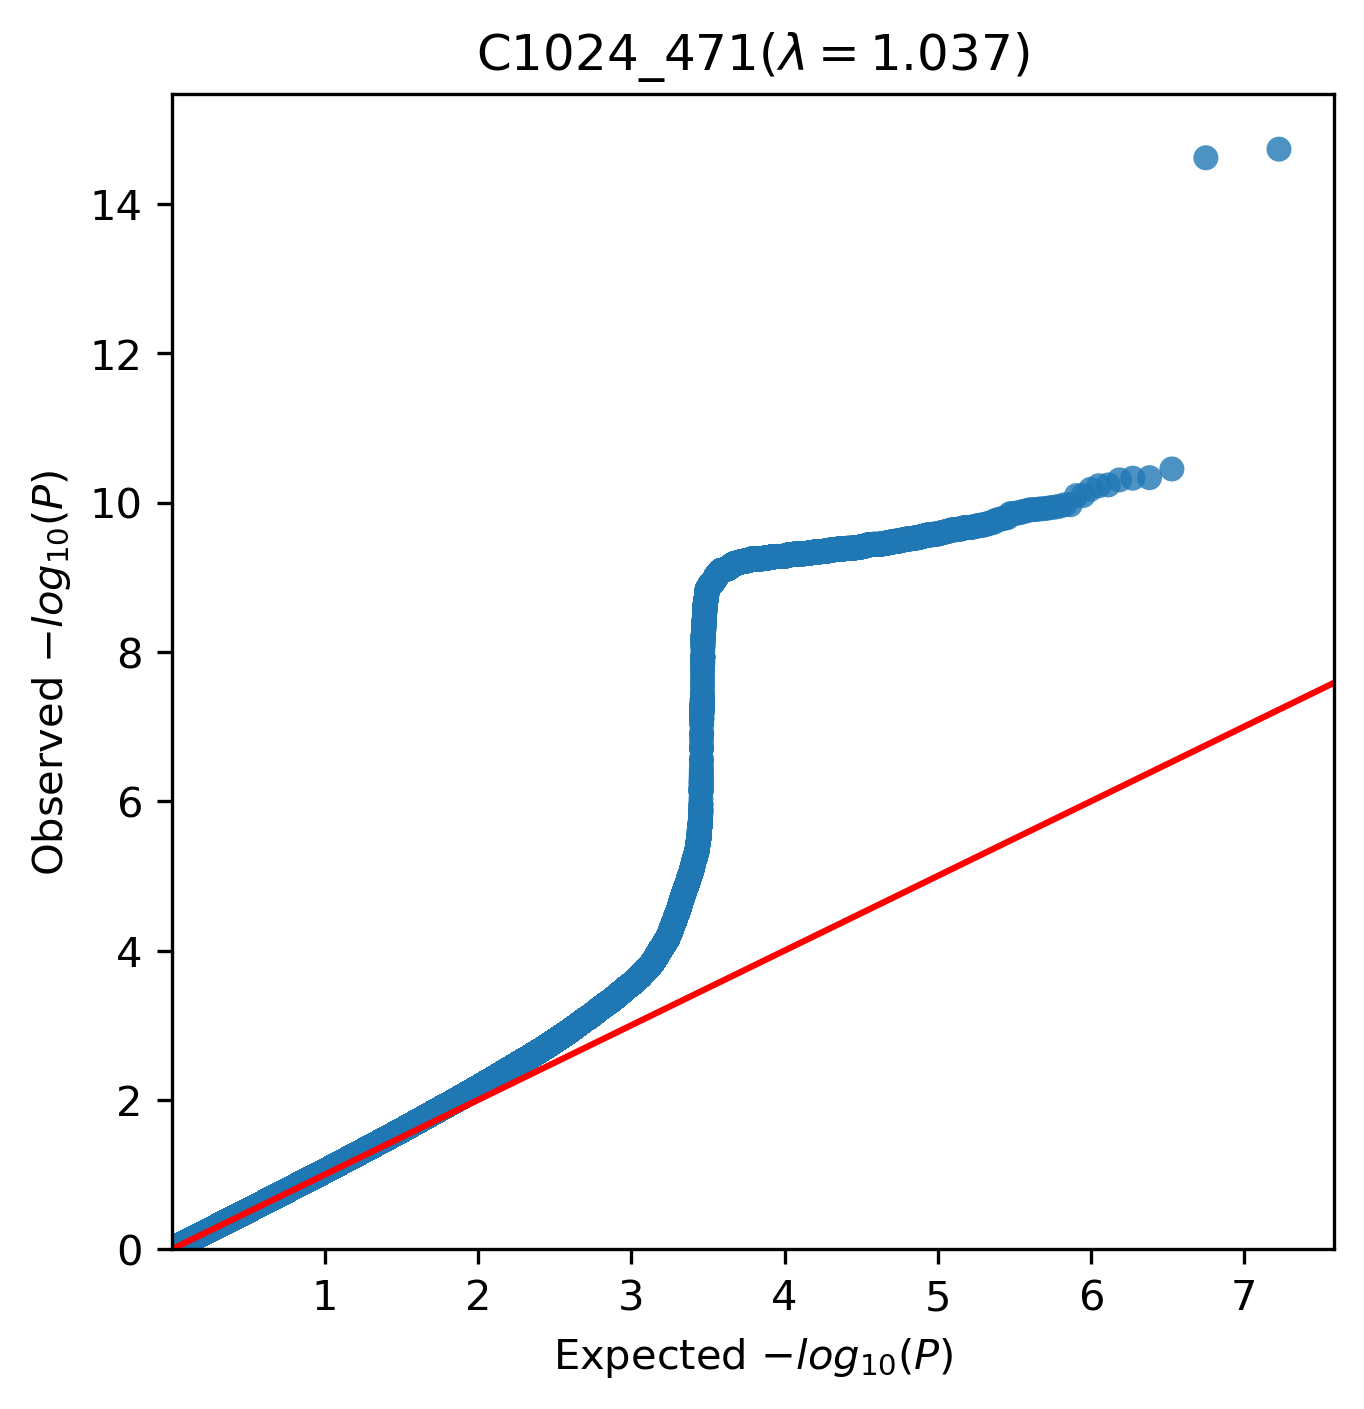 C1024_471(λ = 1.037)
Observed −log₁₀(P)
14
12
10
8
6
4
2
0
1 2 3 4 5 6 7
Expected −log₁₀(P)